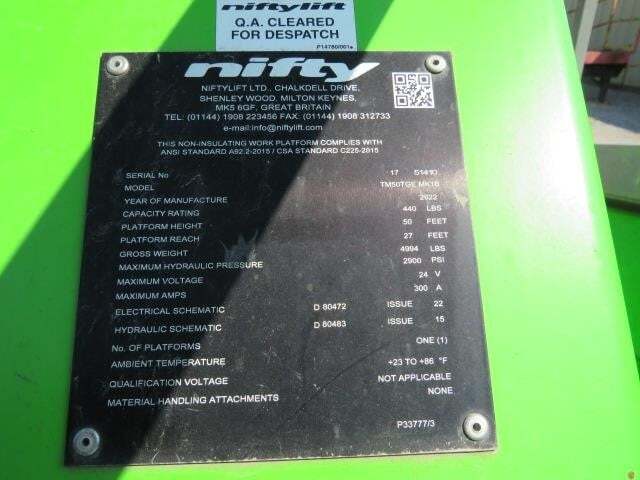 niftylift
Q.A. CLEARED
FOR DESPATCH
P14780/001a
nifty
NIFTYLIFT LTD., CHALKDELL DRIVE,
SHENLEY WOOD, MILTON KEYNES,
MK5 6GF, GREAT BRITAIN
TEL: (01144) 1908 223456 FAX: (01144) 1908 312733
e-mail:info@niftylift.com
THIS NON-INSULATING WORK PLATFORM COMPLIES WITH
ANSI STANDARD A92.2-2015 / CSA STANDARD C225-2015
SERIAL No 17
MODEL TM50TGE MK1B
YEAR OF MANUFACTURE 2022
CAPACITY RATING 440 LBS
PLATFORM HEIGHT 50 FEET
PLATFORM REACH 27 FEET
GROSS WEIGHT 4994 LBS
MAXIMUM HYDRAULIC PRESSURE 2900 PSI
MAXIMUM VOLTAGE 24 V
MAXIMUM AMPS 300 A
ELECTRICAL SCHEMATIC D 80472 ISSUE 22
HYDRAULIC SCHEMATIC D 80483 ISSUE 15
No. OF PLATFORMS ONE (1)
AMBIENT TEMPERATURE +23 TO +86 °F
QUALIFICATION VOLTAGE NOT APPLICABLE
MATERIAL HANDLING ATTACHMENTS NONE
P33777/3